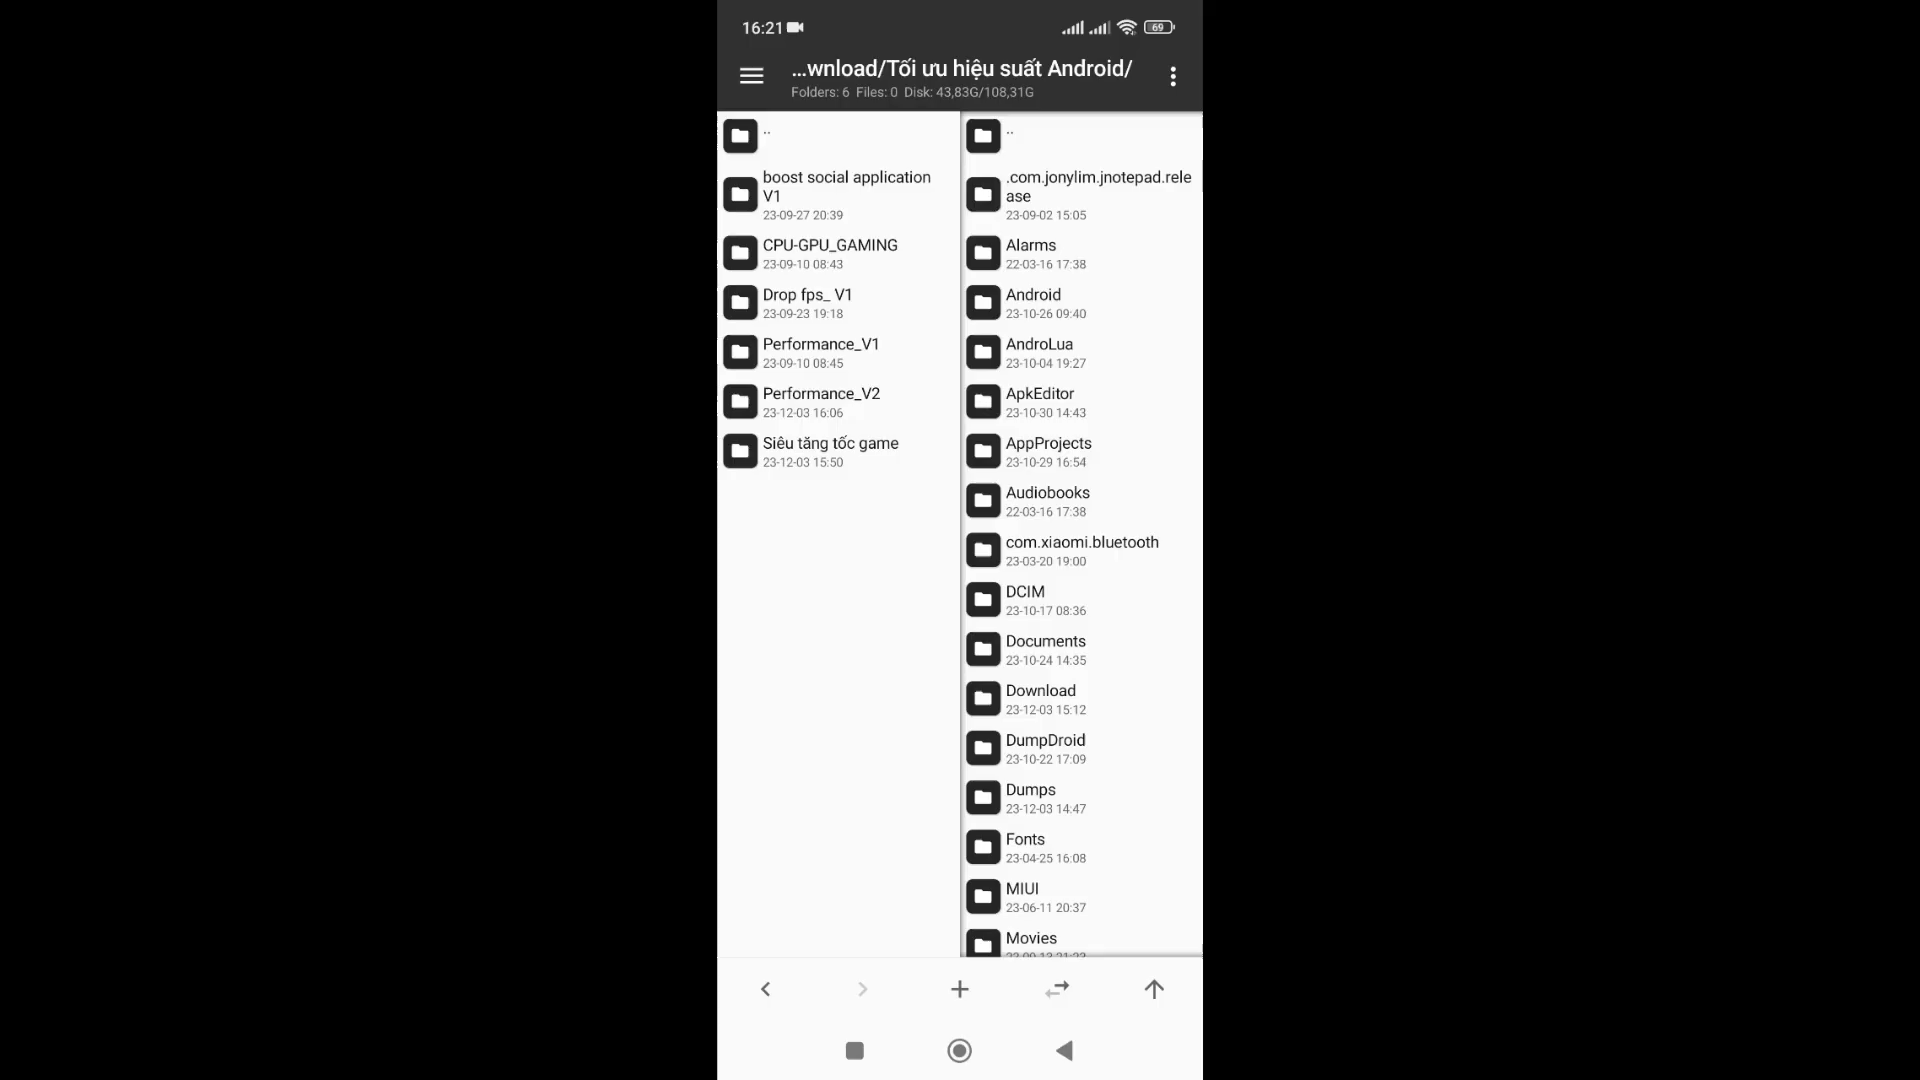 16:21
69
...wnload/Tối ưu hiệu suất Android/
Folders: 6 Files: 0 Disk: 43,83G/108,31G
..
boost social application
V1
23-09-27 20:39
CPU-GPU_GAMING
23-09-10 08:43
Drop fps_ V1
23-09-23 19:18
Performance_V1
23-09-10 08:45
Performance_V2
23-12-03 16:06
Siêu tăng tốc game
23-12-03 15:50
..
.com.jonylim.jnotepad.rele
ase
23-09-02 15:05
Alarms
22-03-16 17:38
Android
23-10-26 09:40
AndroLua
23-10-04 19:27
ApkEditor
23-10-30 14:43
AppProjects
23-10-29 16:54
Audiobooks
22-03-16 17:38
com.xiaomi.bluetooth
23-03-20 19:00
DCIM
23-10-17 08:36
Documents
23-10-24 14:35
Download
23-12-03 15:12
DumpDroid
23-10-22 17:09
Dumps
23-12-03 14:47
Fonts
23-04-25 16:08
MIUI
23-06-11 20:37
Movies